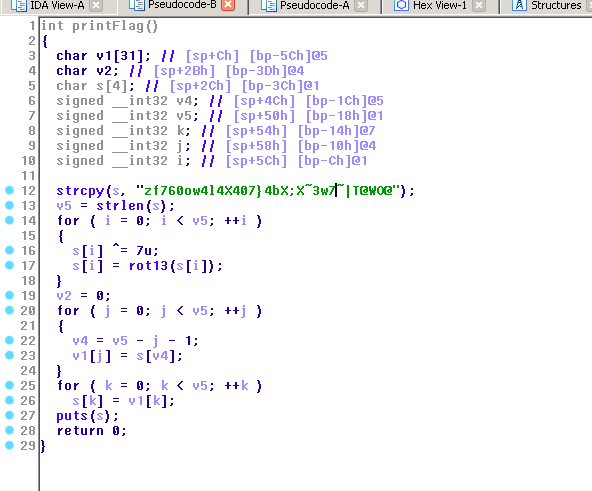 IDA View-A Pseudocode-B Pseudocode-A Hex View-1 Structures
1 int printFlag()
2 {
3 char v1[31]; // [sp+Ch] [bp-5Ch]@5
4 char v2; // [sp+2Bh] [bp-3Dh]@4
5 char s[4]; // [sp+2Ch] [bp-3Ch]@1
6 signed __int32 v4; // [sp+4Ch] [bp-1Ch]@5
7 signed __int32 v5; // [sp+50h] [bp-18h]@1
8 signed __int32 k; // [sp+54h] [bp-14h]@7
9 signed __int32 j; // [sp+58h] [bp-10h]@4
10 signed __int32 i; // [sp+5Ch] [bp-Ch]@1
11
12 strcpy(s, "zf760ow4l4X407}4bX;X~3w7~|T@WO@");
13 v5 = strlen(s);
14 for ( i = 0; i < v5; ++i )
15 {
16 s[i] ^= 7u;
17 s[i] = rot13(s[i]);
18 }
19 v2 = 0;
20 for ( j = 0; j < v5; ++j )
21 {
22 v4 = v5 - j - 1;
23 v1[j] = s[v4];
24 }
25 for ( k = 0; k < v5; ++k )
26 s[k] = v1[k];
27 puts(s);
28 return 0;
29 }